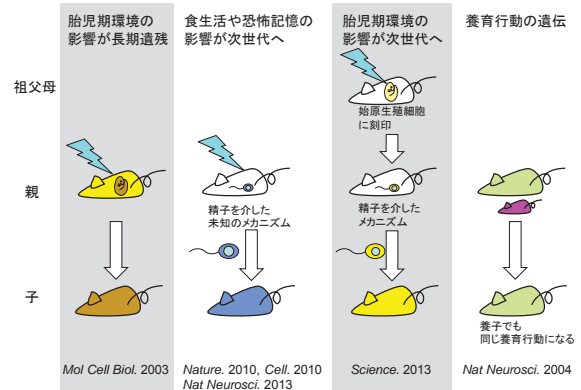 胎児期環境の
影響が長期遺残
食生活や恐怖記憶の
影響が次世代へ
胎児期環境の
影響が次世代へ
養育行動の遺伝
祖父母
始原生殖細胞
に刻印
親
精子を介した
未知のメカニズム
精子を介した
メカニズム
子
養子でも
同じ養育行動になる
Mol Cell Biol. 2003
Nature. 2010, Cell. 2010
Nat Neurosci. 2013
Science. 2013
Nat Neurosci. 2004